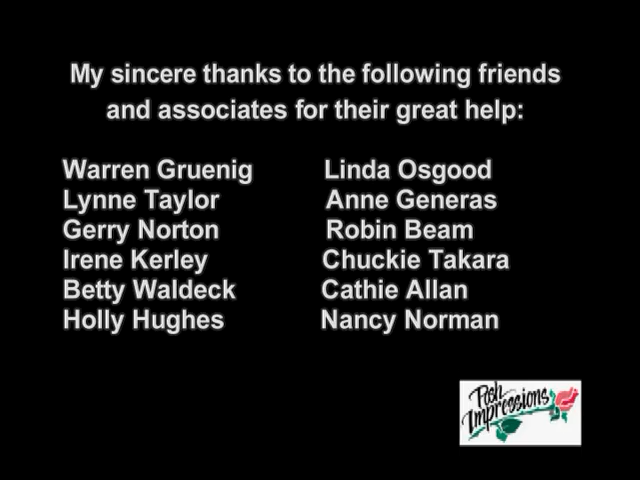 My sincere thanks to the following friends
and associates for their great help:
Warren Gruenig Linda Osgood
Lynne Taylor Anne Generas
Gerry Norton Robin Beam
Irene Kerley Chuckie Takara
Betty Waldeck Cathie Allan
Holly Hughes Nancy Norman
Posh
Impressions